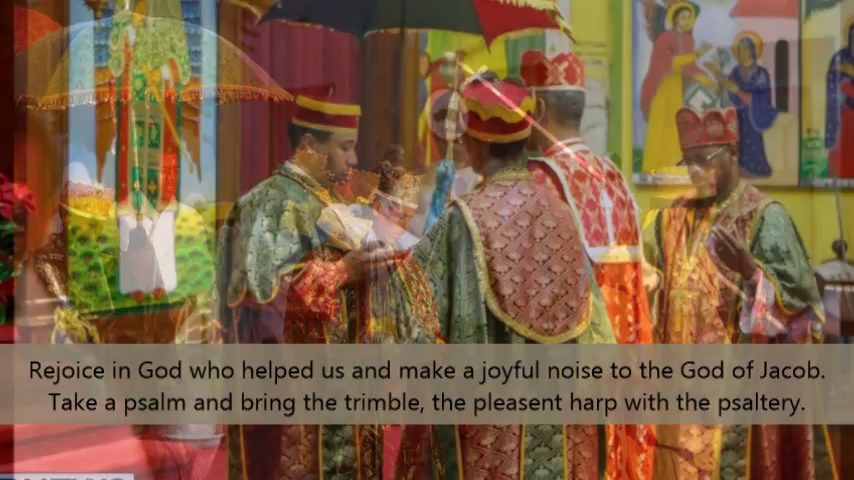 Rejoice in God who helped us and make a joyful noise to the God of Jacob.
Take a psalm and bring the trimble, the pleasent harp with the psaltery.